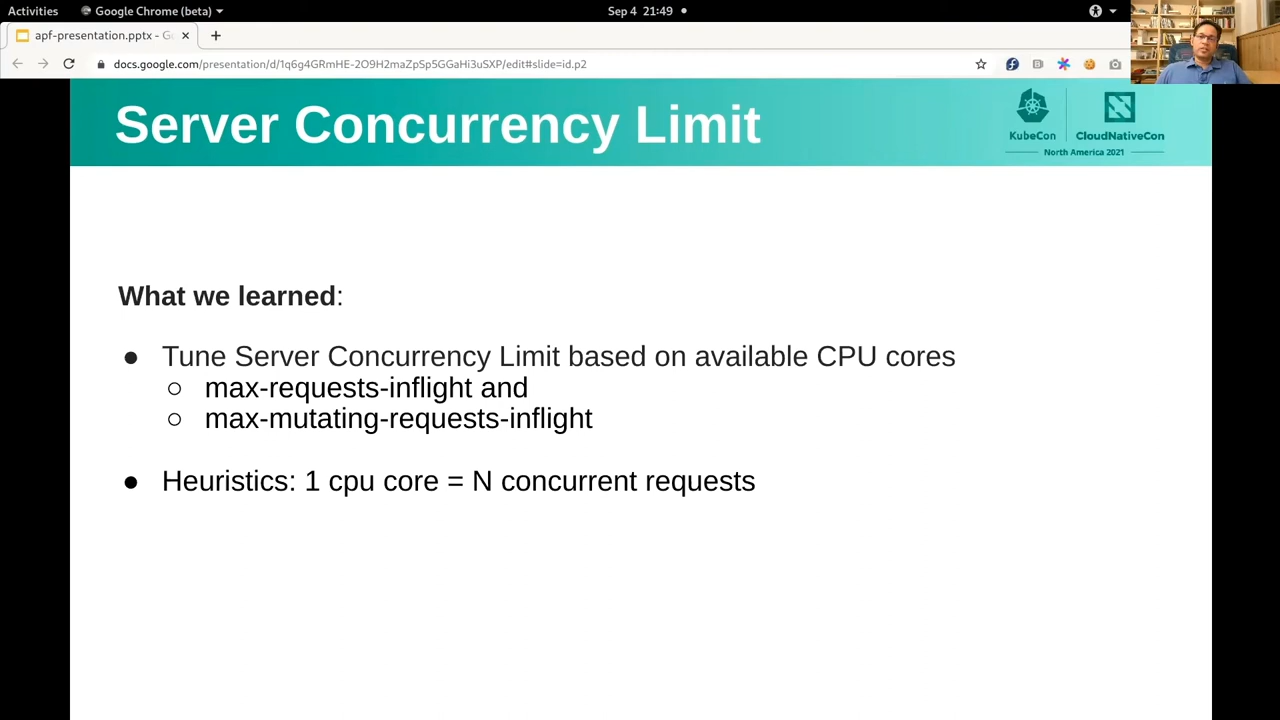 Activities
Google Chrome (beta)
Sep 4 21:49
apf-presentation.pptx - G
docs.google.com/presentation/d/1q6g4GRmHE-2O9H2maZpSp5GGaHi3uSXP/edit#slide=id.p2
Server Concurrency Limit
KubeCon
CloudNativeCon
North America 2021
What we learned:
● Tune Server Concurrency Limit based on available CPU cores
○ max-requests-inflight and
○ max-mutating-requests-inflight
● Heuristics: 1 cpu core = N concurrent requests